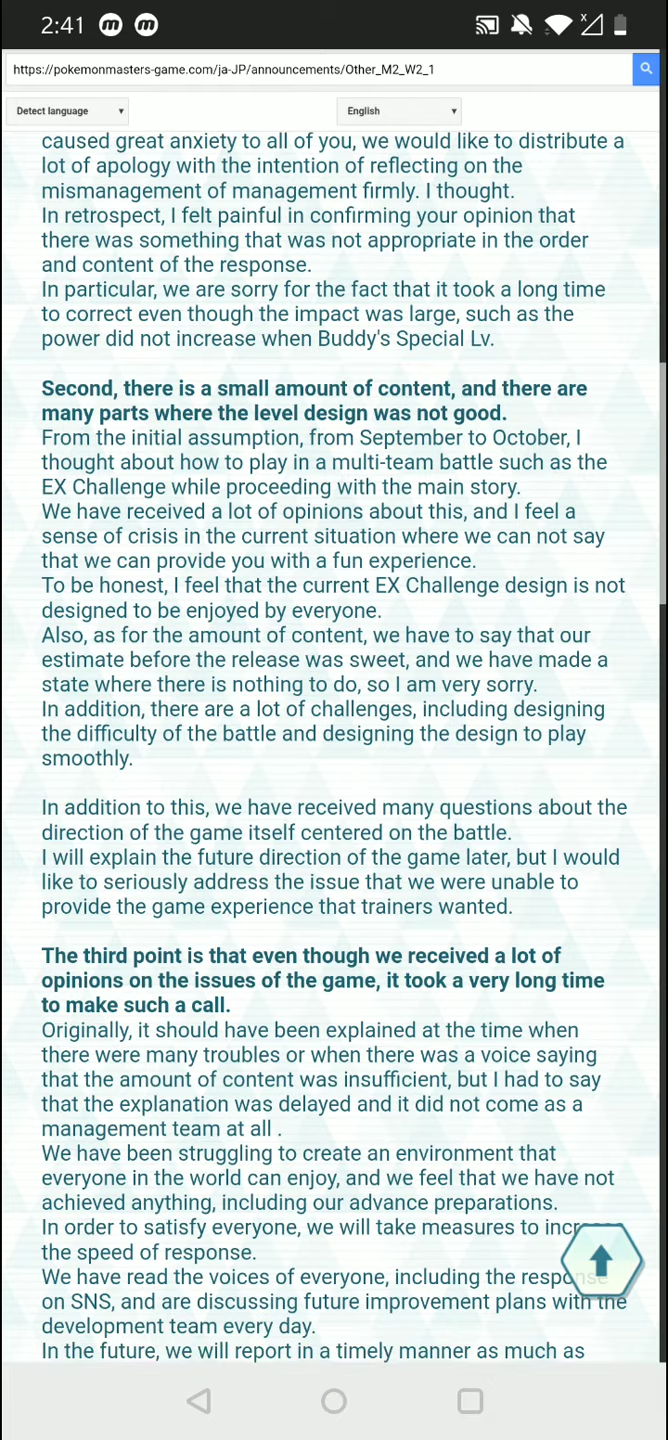 2:41
https://pokemonmasters-game.com/ja-JP/announcements/Other_M2_W2_1
Detect language English
caused great anxiety to all of you, we would like to distribute a
lot of apology with the intention of reflecting on the
mismanagement of management firmly. I thought.
In retrospect, I felt painful in confirming your opinion that
there was something that was not appropriate in the order
and content of the response.
In particular, we are sorry for the fact that it took a long time
to correct even though the impact was large, such as the
power did not increase when Buddy's Special Lv.
Second, there is a small amount of content, and there are
many parts where the level design was not good.
From the initial assumption, from September to October, I
thought about how to play in a multi-team battle such as the
EX Challenge while proceeding with the main story.
We have received a lot of opinions about this, and I feel a
sense of crisis in the current situation where we can not say
that we can provide you with a fun experience.
To be honest, I feel that the current EX Challenge design is not
designed to be enjoyed by everyone.
Also, as for the amount of content, we have to say that our
estimate before the release was sweet, and we have made a
state where there is nothing to do, so I am very sorry.
In addition, there are a lot of challenges, including designing
the difficulty of the battle and designing the design to play
smoothly.
In addition to this, we have received many questions about the
direction of the game itself centered on the battle.
I will explain the future direction of the game later, but I would
like to seriously address the issue that we were unable to
provide the game experience that trainers wanted.
The third point is that even though we received a lot of
opinions on the issues of the game, it took a very long time
to make such a call.
Originally, it should have been explained at the time when
there were many troubles or when there was a voice saying
that the amount of content was insufficient, but I had to say
that the explanation was delayed and it did not come as a
management team at all .
We have been struggling to create an environment that
everyone in the world can enjoy, and we feel that we have not
achieved anything, including our advance preparations.
In order to satisfy everyone, we will take measures to increase
the speed of response.
We have read the voices of everyone, including the response
on SNS, and are discussing future improvement plans with the
development team every day.
In the future, we will report in a timely manner as much as